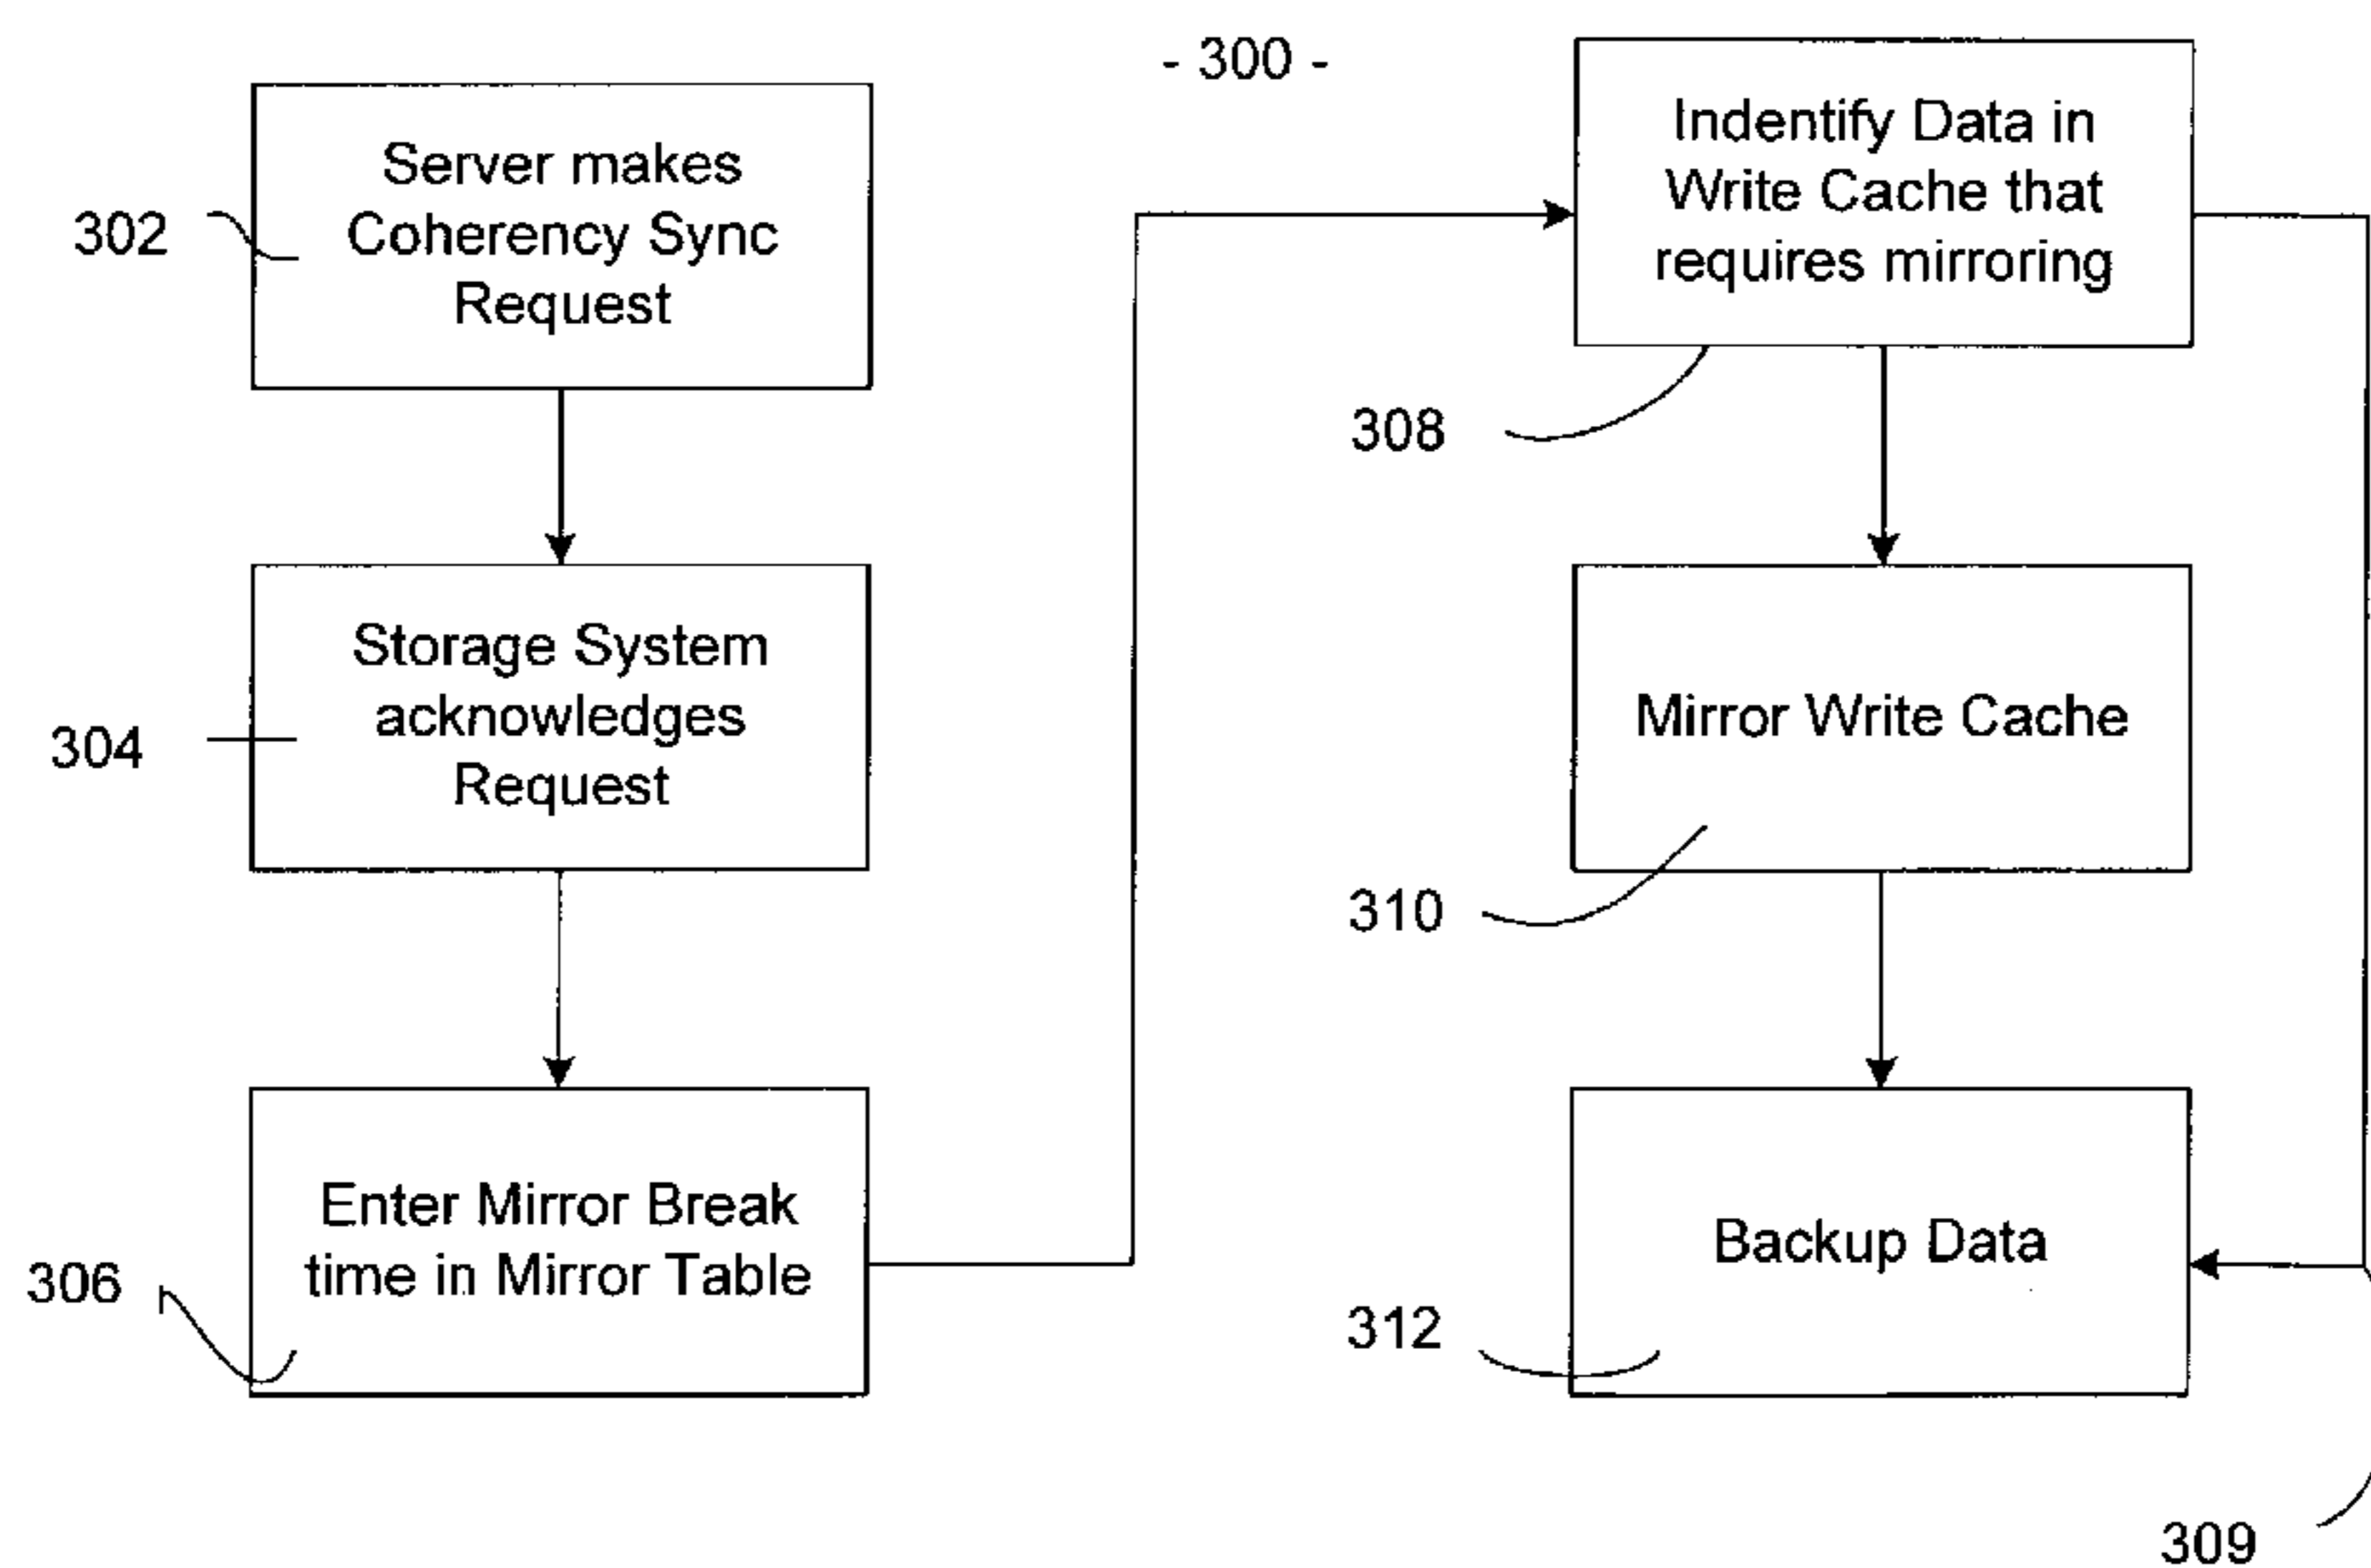 - 300 -
302
Server makes
Coherency Sync
Request
304
Storage System
acknowledges
Request
306
Enter Mirror Break
time in Mirror Table
Indentify Data in
Write Cache that
requires mirroring
308
Mirror Write Cache
310
Backup Data
312
309